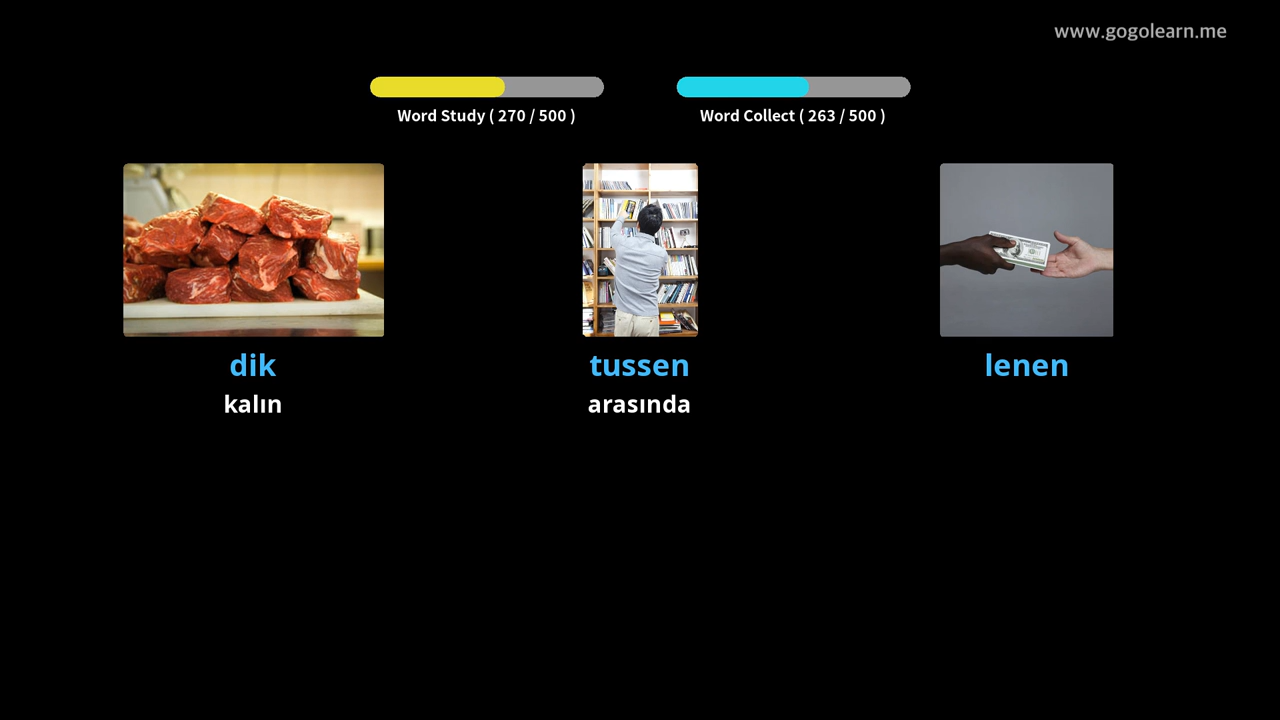 www.gogolearn.me
Word Study ( 270 / 500 )
Word Collect ( 263 / 500 )
dik
kalın
tussen
arasında
lenen